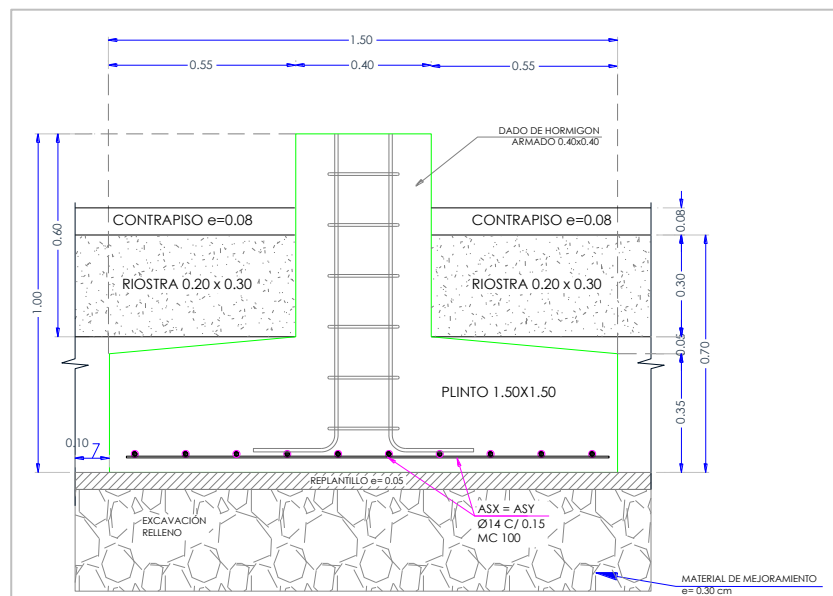 1.50
0.55
0.40
0.55
DADO DE HORMIGON
ARMADO 0.40x0.40
CONTRAPISO e=0.08
CONTRAPISO e=0.08
0.08
0.60
1.00
RIOSTRA 0.20 x 0.30
RIOSTRA 0.20 x 0.30
0.30
0.05
0.70
PLINTO 1.50X1.50
0.35
0.10
REPLANTILLO e= 0.05
EXCAVACIÓN
RELLENO
ASX = ASY
Ø14 C/ 0.15
MC 100
MATERIAL DE MEJORAMIENTO
e= 0.30 cm